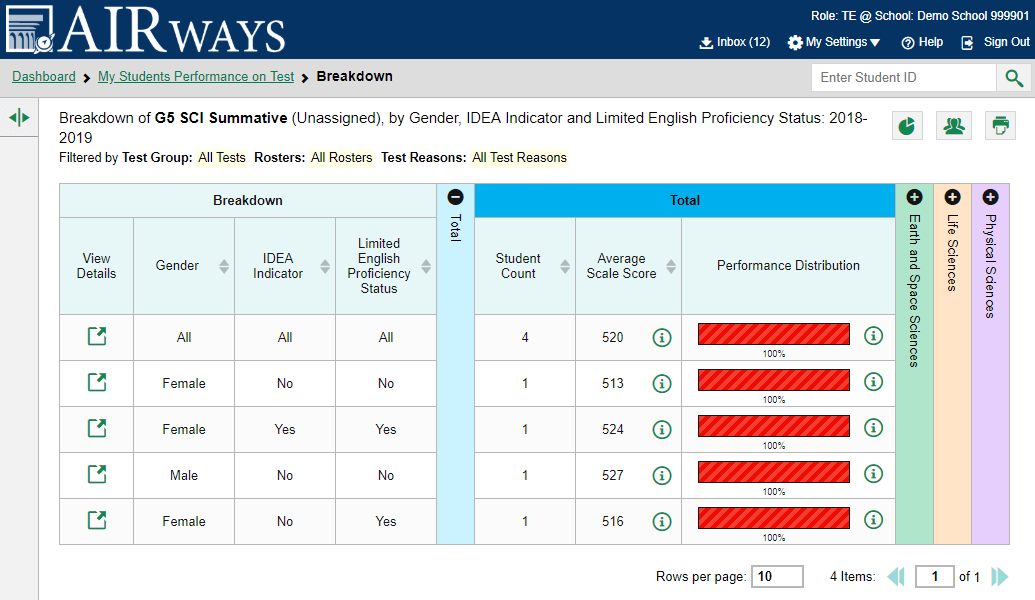 AIRWAYS
Role: TE @ School: Demo School 999901
Inbox (12) My Settings Help Sign Out
Dashboard My Students Performance on Test Breakdown
Enter Student ID
Breakdown of G5 SCI Summative (Unassigned), by Gender, IDEA Indicator and Limited English Proficiency Status: 2018-
2019
Filtered by Test Group: All Tests Rosters: All Rosters Test Reasons: All Test Reasons
Breakdown
Total
Total
Earth and Space Sciences
Life Sciences
Physical Sciences
View
Details
Gender
IDEA
Indicator
Limited
English
Proficiency
Status
Student
Count
Average
Scale Score
Performance Distribution
All All All 4 520
100%
Female No No 1 513
100%
Female Yes Yes 1 524
100%
Male No No 1 527
100%
Female No Yes 1 516
100%
Rows per page: 10 4 Items: 1 of 1